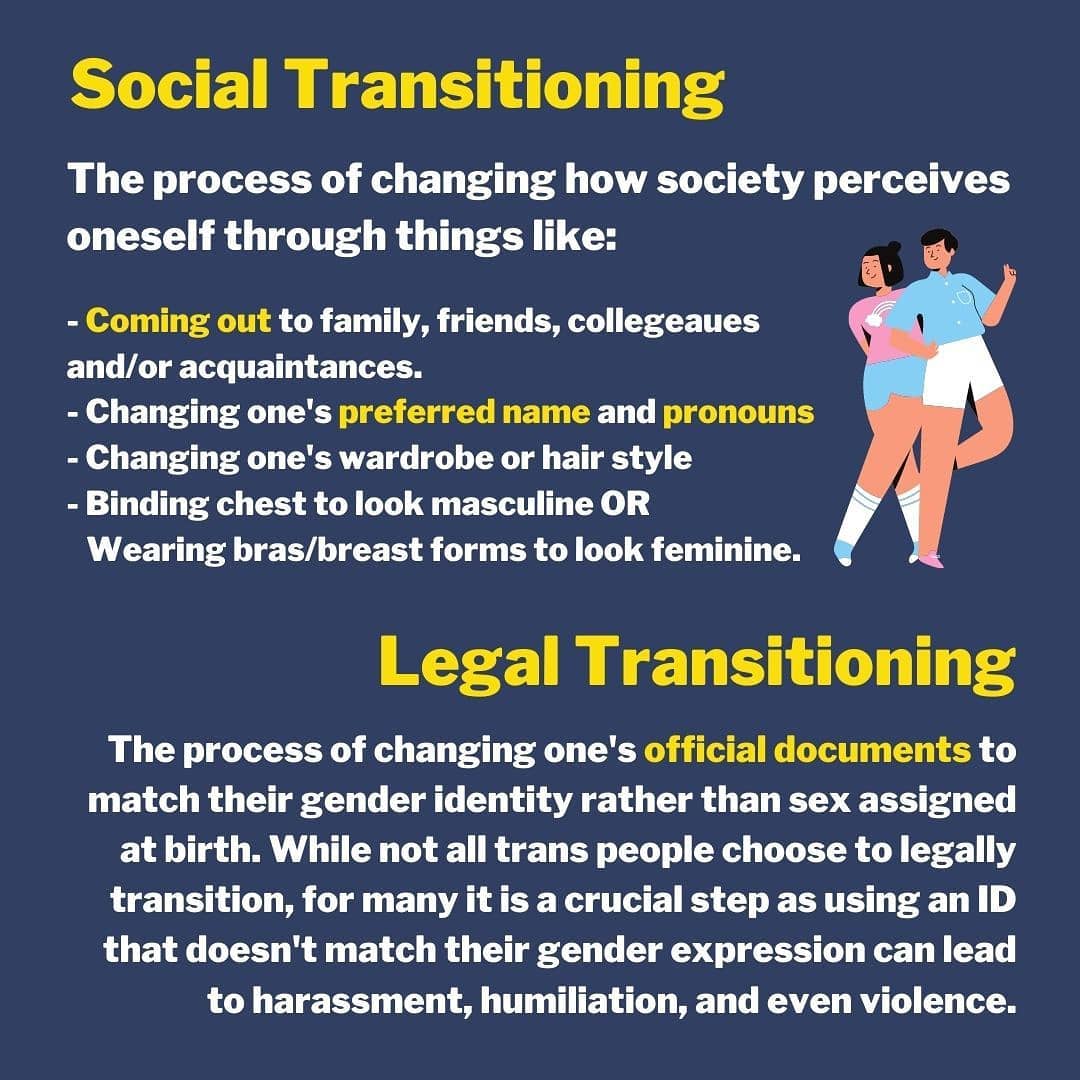 Social Transitioning
The process of changing how society perceives
oneself through things like:
- Coming out to family, friends, collegeaues
and/or acquaintances.
- Changing one's preferred name and pronouns
- Changing one's wardrobe or hair style
- Binding chest to look masculine OR
Wearing bras/breast forms to look feminine.
Legal Transitioning
The process of changing one's official documents to
match their gender identity rather than sex assigned
at birth. While not all trans people choose to legally
transition, for many it is a crucial step as using an ID
that doesn't match their gender expression can lead
to harassment, humiliation, and even violence.